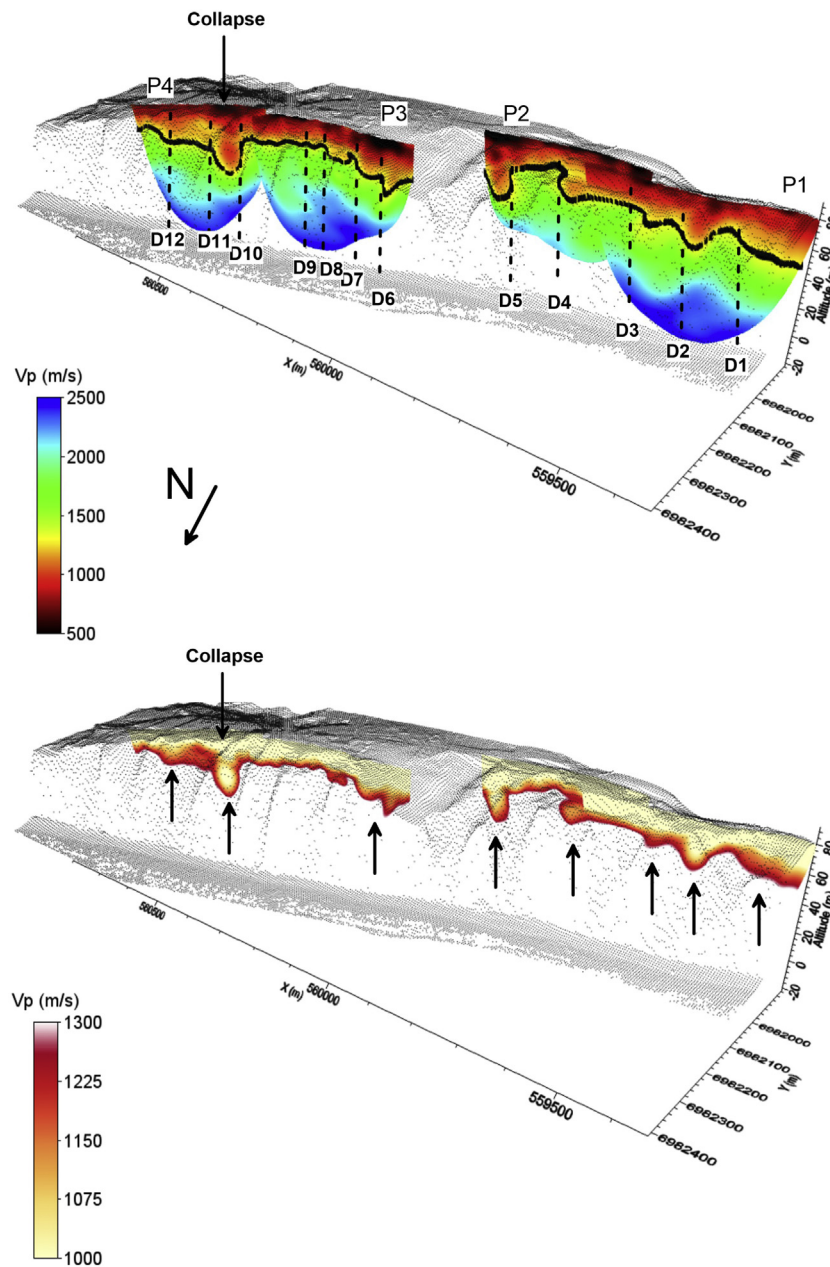 Collapse
P4
P3
P2
P1
D12
D11
D10
D9
D8
D7
D6
D5
D4
D3
D2
D1
80
60
40
20
0
-20
Altitude (m)
560500
X (m)
560000
559500
6982000
6982100
6982200
6982300
6982400
Y (m)
Vp (m/s)
2500
2000
1500
1000
500
N
Collapse
80
60
40
20
0
-20
Altitude (m)
560500
X (m)
560000
559500
6982000
6982100
6982200
6982300
6982400
Y (m)
Vp (m/s)
1300
1225
1150
1075
1000